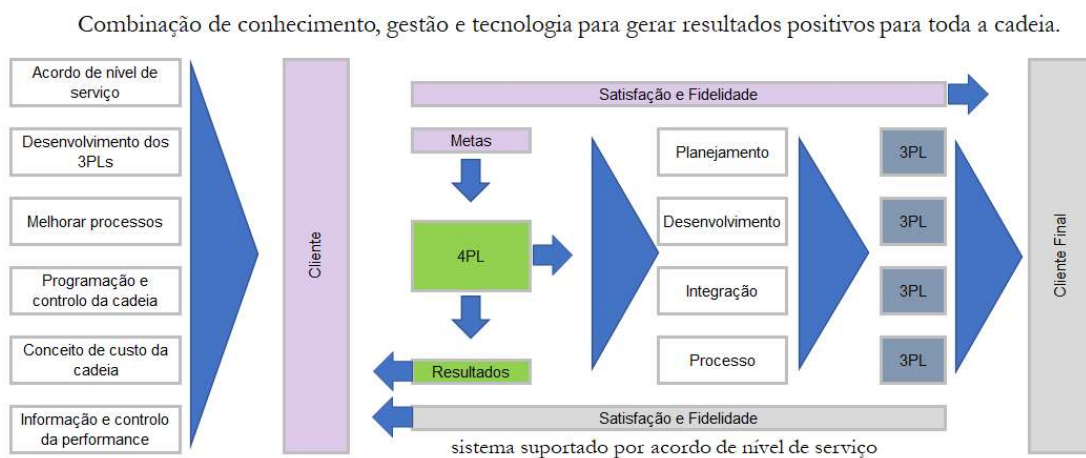 Combinação de conhecimento, gestão e tecnologia para gerar resultados positivos para toda a cadeia.
Acordo de nível de
serviço
Desenvolvimento dos
3PLs
Melhorar processos
Programação e
controlo da cadeia
Conceito de custo da
cadeia
Informação e controlo
da performance
Cliente
Satisfação e Fidelidade
Metas
4PL
Resultados
Planejamento
Desenvolvimento
Integração
Processo
3PL
3PL
3PL
3PL
Satisfação e Fidelidade
sistema suportado por acordo de nível de serviço
Cliente Final